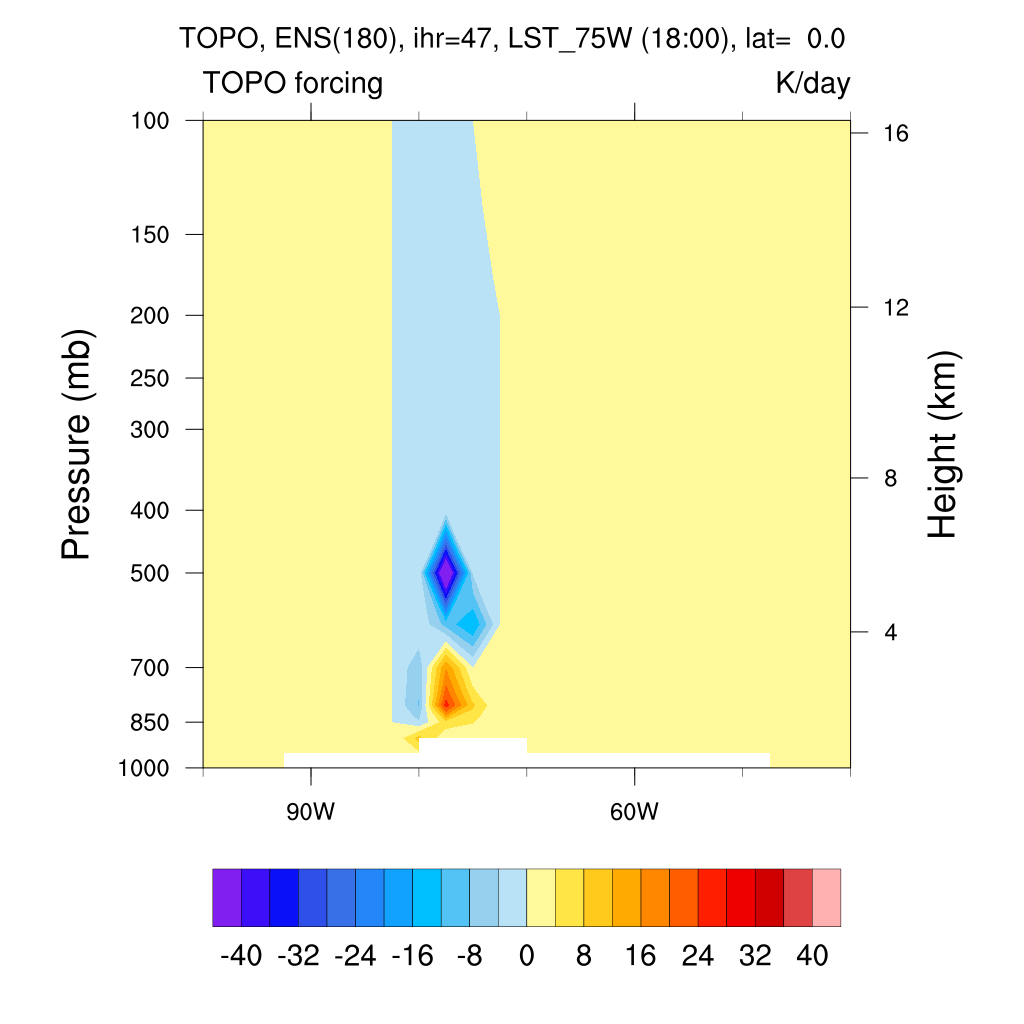 TOPO, ENS(180), ihr=47, LST_75W (18:00), lat=  0.0
TOPO forcing
K/day
100
150
200
250
300
400
500
700
850
1000
Pressure (mb)
16
12
8
4
Height (km)
90W
60W
-40 -32 -24 -16 -8 0 8 16 24 32 40